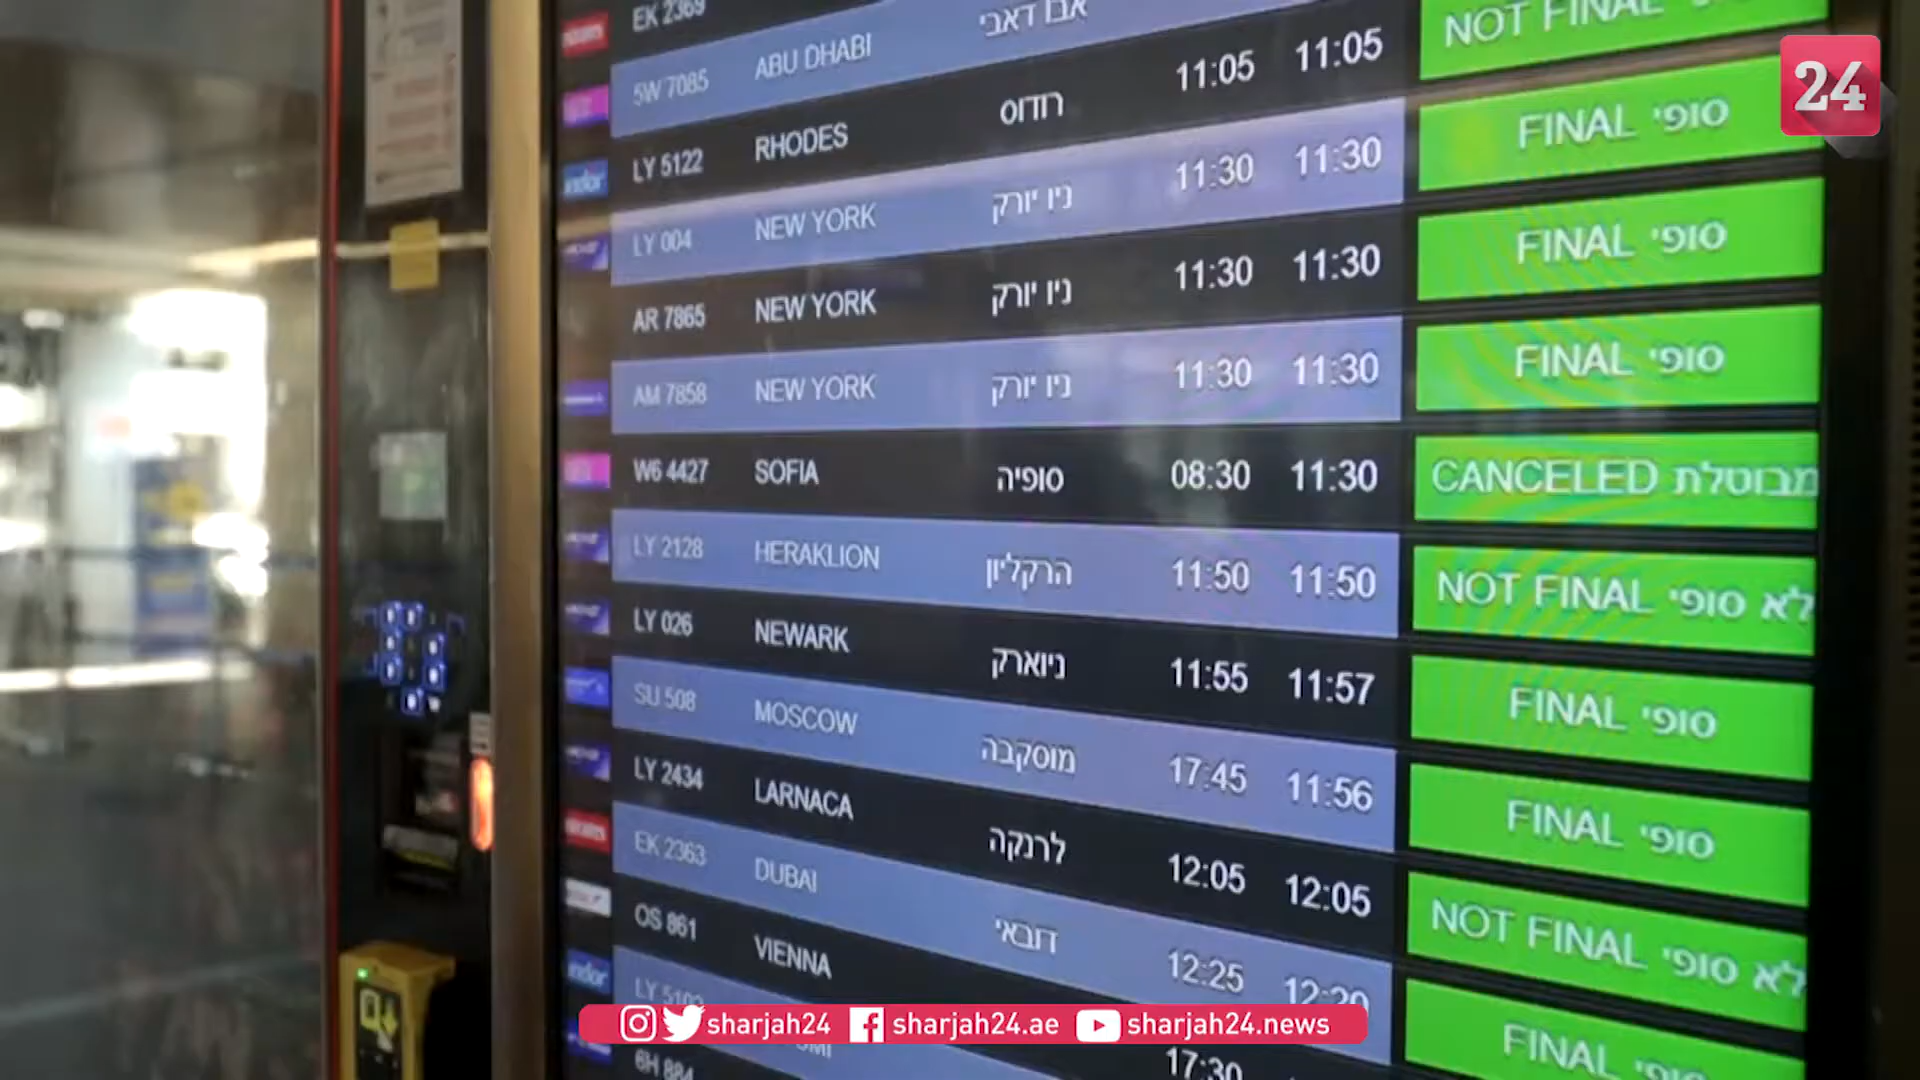 24
EK 2369
5W 7085 ABU DHABI אבו דאבי
LY 5122 RHODES רודוס 11:05 11:05 NOT FINAL
LY 004 NEW YORK ניו יורק 11:30 11:30 FINAL סופי
AR 7865 NEW YORK ניו יורק 11:30 11:30 FINAL סופי
AM 7858 NEW YORK ניו יורק 11:30 11:30 FINAL סופי
W6 4427 SOFIA סופיה 08:30 11:30 CANCELED מבוטלת
LY 2128 HERAKLION הרקליון 11:50 11:50 NOT FINAL לא סופי
LY 026 NEWARK ניוארק 11:55 11:57 FINAL סופי
SU 508 MOSCOW מוסקבה 17:45 11:56 FINAL סופי
LY 2434 LARNACA לרנקה 12:05 12:05 NOT FINAL לא סופי
EK 2363 DUBAI דובאי 12:25 12:20 FINAL סופי
OS 861 VIENNA 17:30
LY
6H 884
sharjah24 sharjah24.ae sharjah24.news